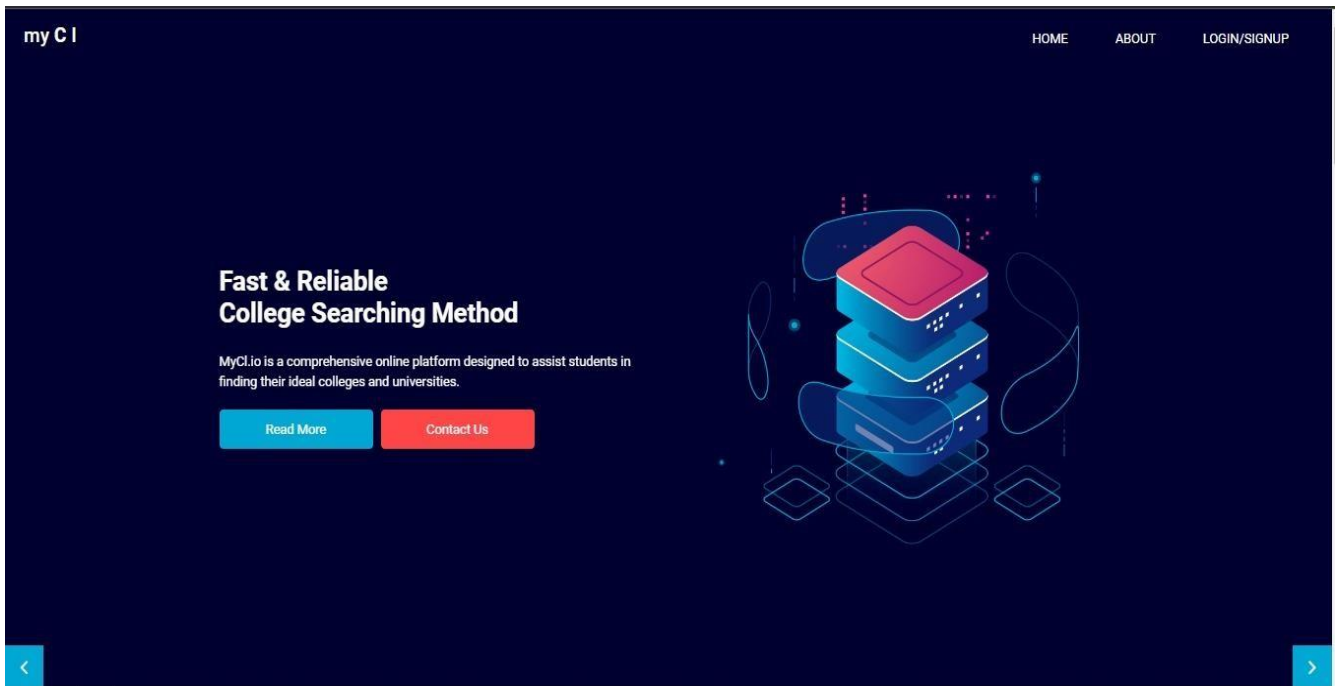 my C l
HOME ABOUT LOGIN/SIGNUP
Fast & Reliable
College Searching Method
MyCl.io is a comprehensive online platform designed to assist students in
finding their ideal colleges and universities.
Read More Contact Us